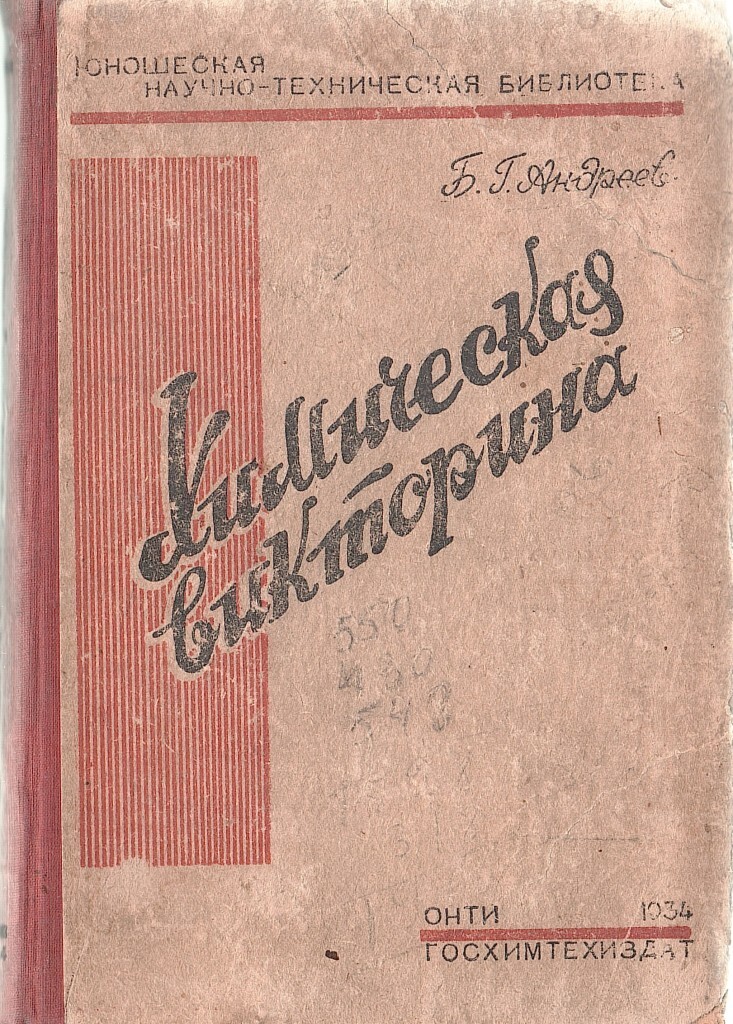 ЮНОШЕСКАЯ
НАУЧНО-ТЕХНИЧЕСКАЯ БИБЛИОТЕКА
Б. Г. Андреев
Химическая
викторина
ОНТИ 1934
ГОСХИМТЕХИЗДАТ